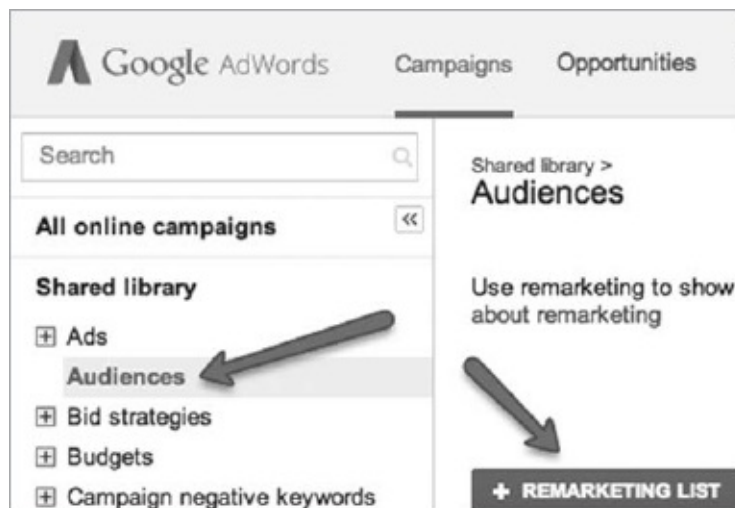 Google AdWords
Campaigns
Opportunities
Search
All online campaigns
Shared library
Ads
Audiences
Bid strategies
Budgets
Campaign negative keywords
Shared library >
Audiences
Use remarketing to show
about remarketing
+ REMARKETING LIST